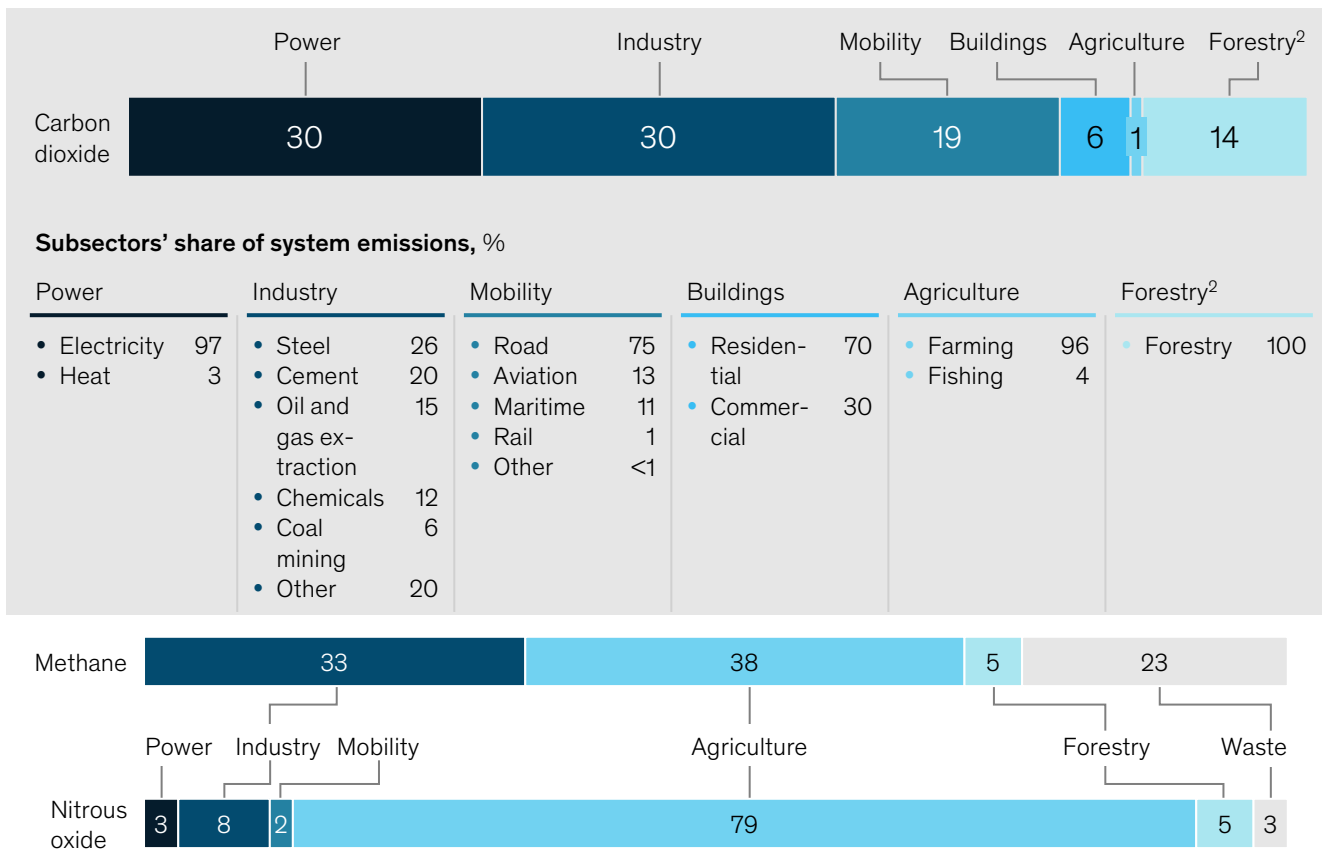 Power Industry Mobility Buildings Agriculture Forestry²
Carbon
dioxide
30 30 19 6 1 14
Subsectors’ share of system emissions, %
Power
• Electricity 97
• Heat 3
Industry
• Steel 26
• Cement 20
• Oil and 15
gas ex-
traction
• Chemicals 12
• Coal 6
mining
• Other 20
Mobility
• Road 75
• Aviation 13
• Maritime 11
• Rail 1
• Other <1
Buildings
• Residen- 70
tial
• Commer- 30
cial
Agriculture
• Farming 96
• Fishing 4
Forestry²
• Forestry 100
Methane 33 38 5 23
Power Industry Mobility Agriculture Forestry Waste
Nitrous
oxide
3 8 2 79 5 3